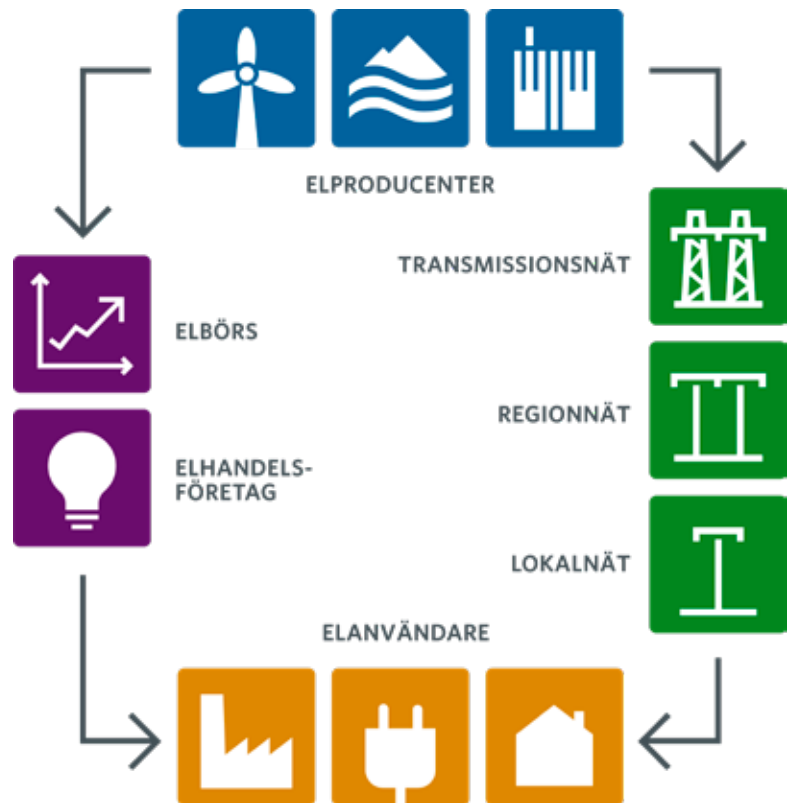 ELPRODUCENTER
TRANSMISSIONSNÄT
ELBÖRS
REGIONNÄT
ELHANDELS-
FÖRETAG
LOKALNÄT
ELANVÄNDARE